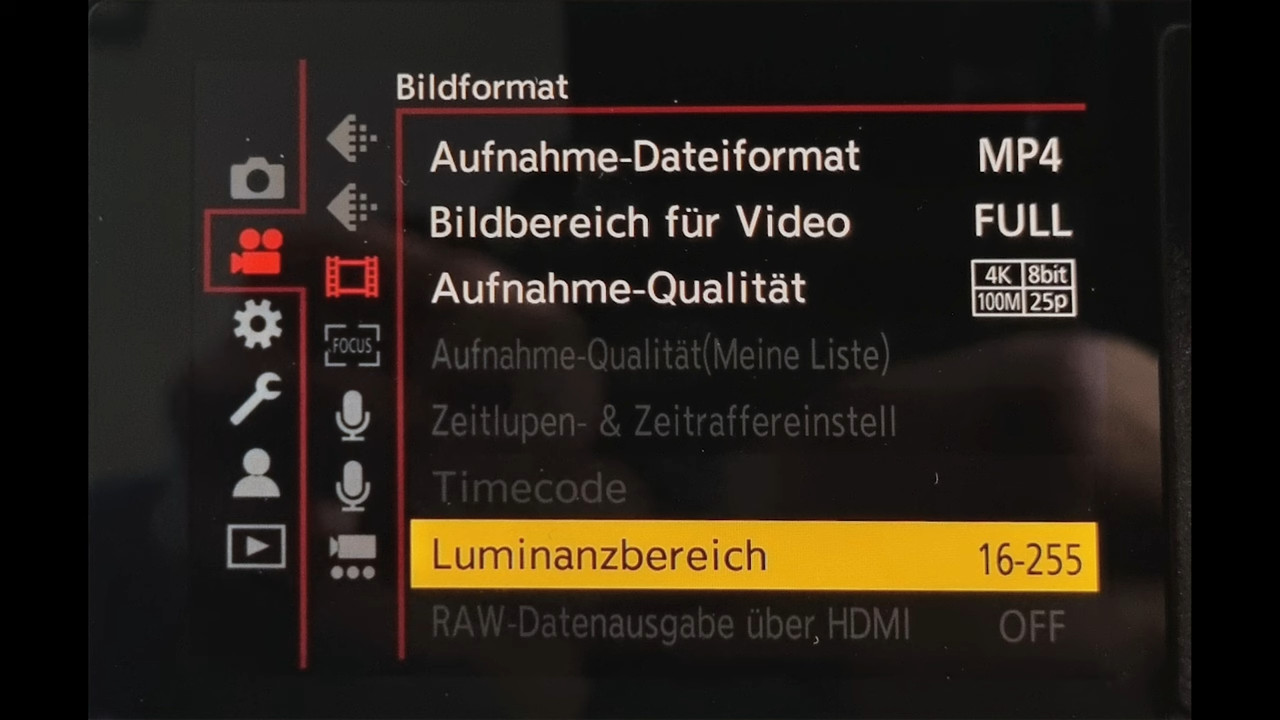 Bildformat
Aufnahme-Dateiformat MP4
Bildbereich für Video FULL
Aufnahme-Qualität 4K 8bit 100M 25p
FOCUS
Aufnahme-Qualität(Meine Liste)
Zeitlupen- & Zeitraffereinstell
Timecode
Luminanzbereich 16-255
RAW-Datenausgabe über HDMI OFF